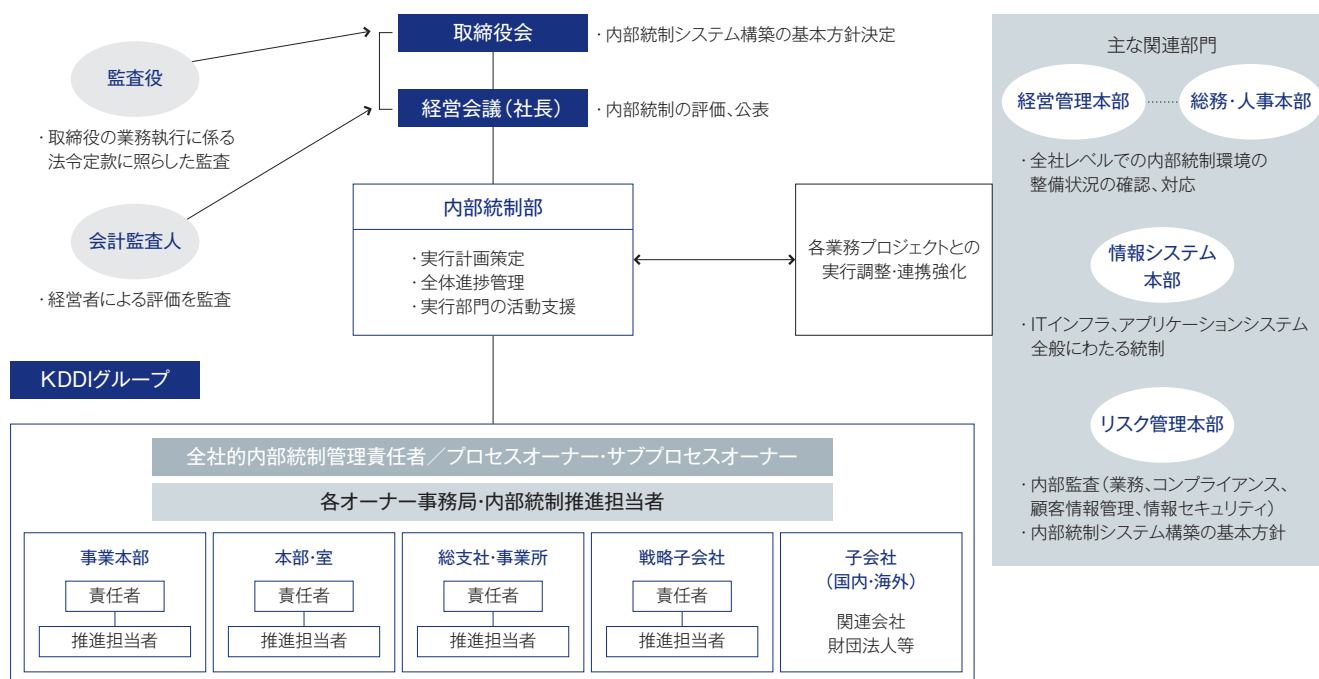 取締役会
・内部統制システム構築の基本方針決定
監査役
・取締役の業務執行に係る
法令定款に照らした監査
経営会議（社長）
・内部統制の評価、公表
会計監査人
・経営者による評価を監査
内部統制部
・実行計画策定
・全体進捗管理
・実行部門の活動支援
各業務プロジェクトとの
実行調整・連携強化
主な関連部門
経営管理本部
総務・人事本部
・全社レベルでの内部統制環境の
整備状況の確認、対応
情報システム
本部
・ITインフラ、アプリケーションシステム
全般にわたる統制
リスク管理本部
・内部監査（業務、コンプライアンス、
顧客情報管理、情報セキュリティ）
・内部統制システム構築の基本方針
KDDIグループ
全社的内部統制管理責任者／プロセスオーナー・サブプロセスオーナー
各オーナー事務局・内部統制推進担当者
事業本部
責任者
推進担当者
本部・室
責任者
推進担当者
総支社・事業所
責任者
推進担当者
戦略子会社
責任者
推進担当者
子会社
（国内・海外）
関連会社
財団法人等